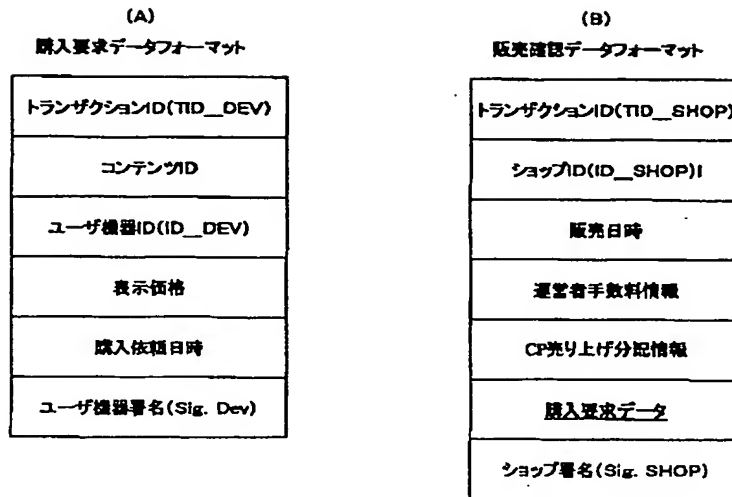 (A)
購入要求データフォーマット
トランザクションID(TID__DEV)
コンテンツID
ユーザ機器ID(ID__DEV)
表示価格
購入依頼日時
ユーザ機器署名(Sig. Dev)
(B)
販売確認データフォーマット
トランザクションID(TID__SHOP)
ショップID(ID__SHOP)I
販売日時
運営者手数料情報
CP売り上げ分配情報
購入要求データ
ショップ署名(Sig. SHOP)